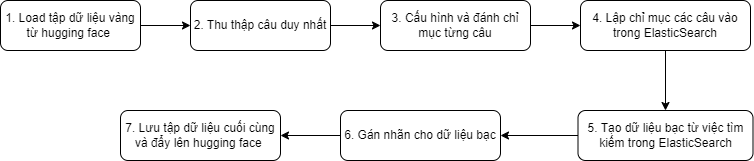 1. Load tập dữ liệu vàng
từ hugging face
2. Thu thập câu duy nhất
3. Cấu hình và đánh chỉ
mục từng câu
4. Lập chỉ mục các câu vào
trong ElasticSearch
5. Tạo dữ liệu bạc từ việc tìm
kiếm trong ElasticSearch
6. Gán nhãn cho dữ liệu bạc
7. Lưu tập dữ liệu cuối cùng
và đẩy lên hugging face